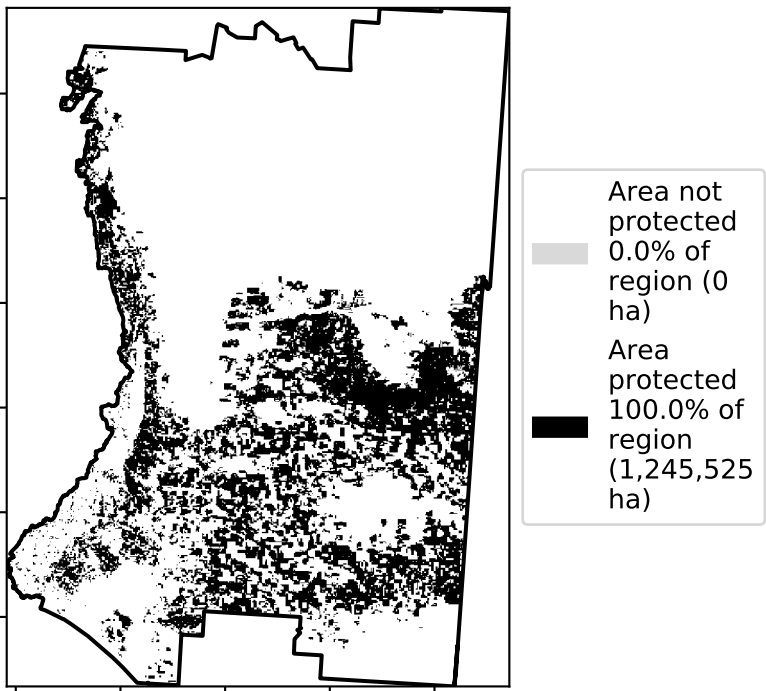 Area not
protected
0.0% of
region (0
ha)
Area
protected
100.0% of
region
(1,245,525
ha)